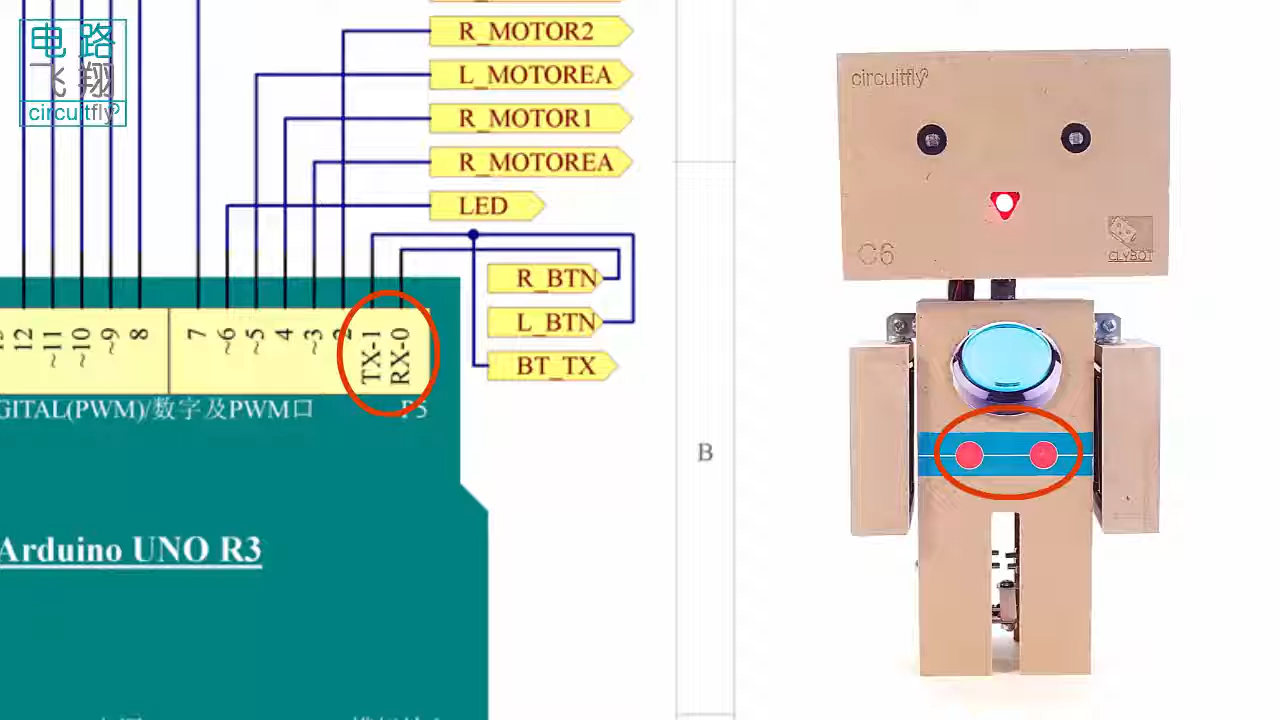 电路
飞翔
circuitfly
R_MOTOR2
L_MOTOREA
R_MOTOR1
R_MOTOREA
LED
R_BTN
L_BTN
BT_TX
12
~11
~10
~9
8
7
~6
~5
4
~3
2
TX-1
RX-0
GITAL(PWM)/数字及PWM口
P5
Arduino UNO R3
B
circuitfly
C6
CLYBOT